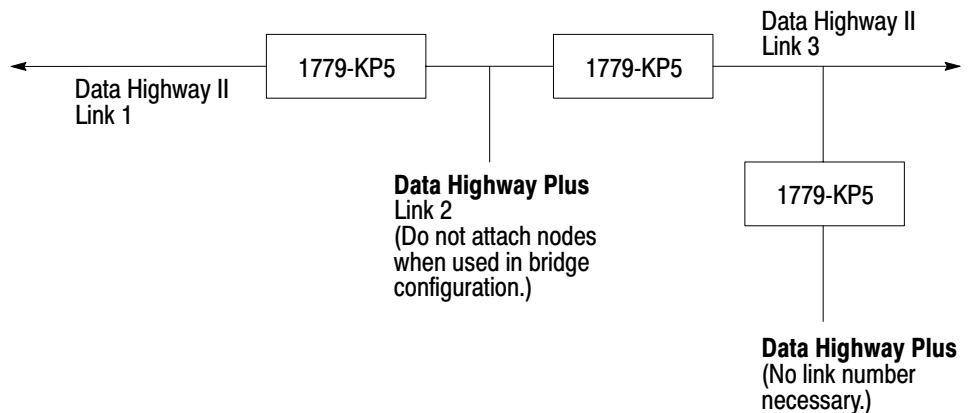 Data Highway II
Link 3
1779-KP5
1779-KP5
Data Highway II
Link 1
Data Highway Plus
Link 2
(Do not attach nodes
when used in bridge
configuration.)
1779-KP5
Data Highway Plus
(No link number
necessary.)